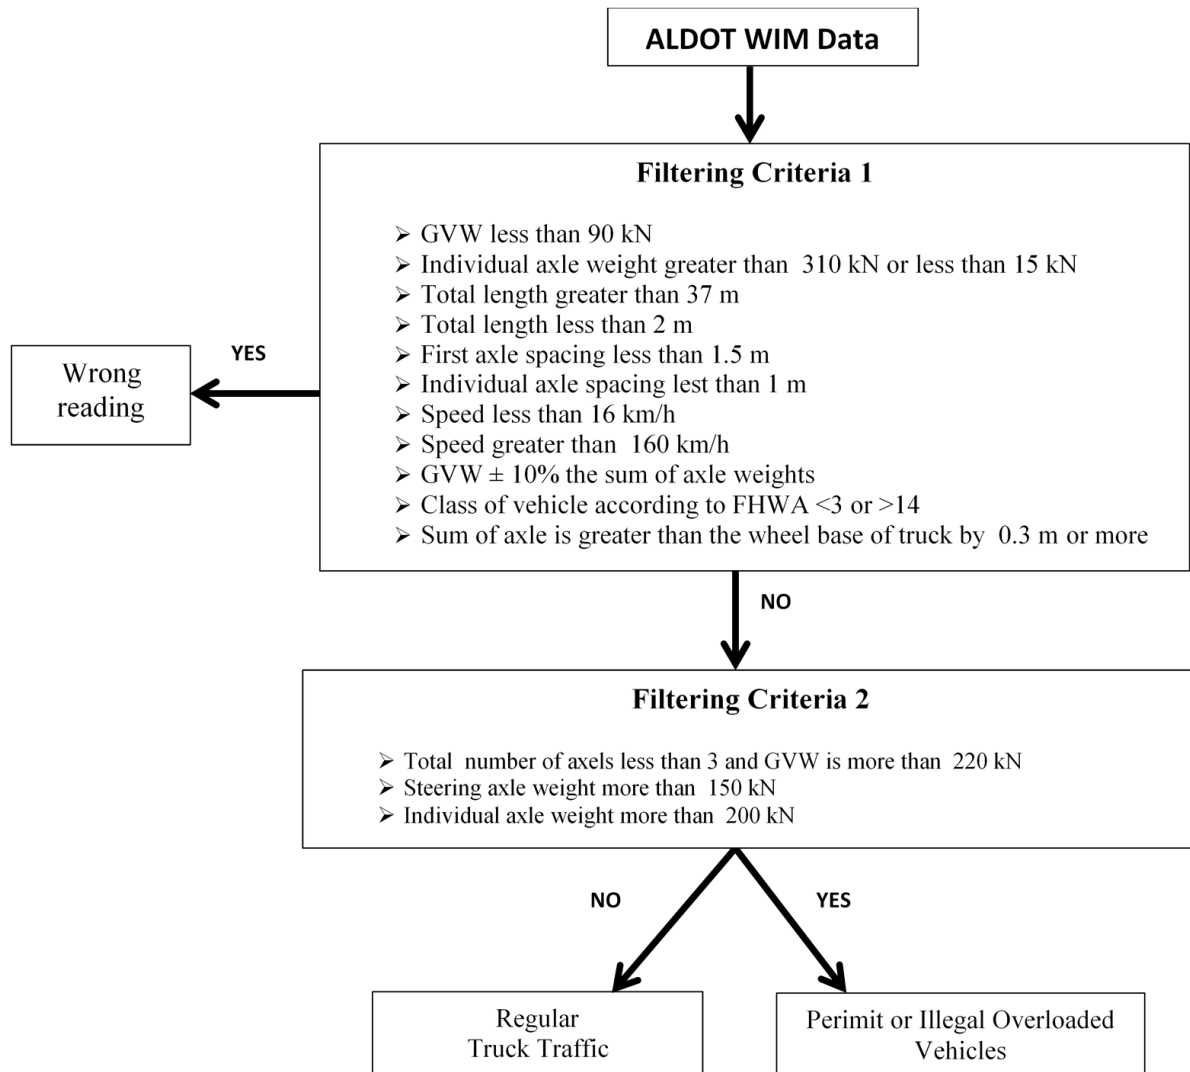 ALDOT WIM Data
Filtering Criteria 1
➢ GVW less than 90 kN
➢ Individual axle weight greater than 310 kN or less than 15 kN
➢ Total length greater than 37 m
➢ Total length less than 2 m
➢ First axle spacing less than 1.5 m
➢ Individual axle spacing lest than 1 m
➢ Speed less than 16 km/h
➢ Speed greater than 160 km/h
➢ GVW ± 10% the sum of axle weights
➢ Class of vehicle according to FHWA <3 or >14
➢ Sum of axle is greater than the wheel base of truck by 0.3 m or more
YES
Wrong
reading
NO
Filtering Criteria 2
➢ Total number of axels less than 3 and GVW is more than 220 kN
➢ Steering axle weight more than 150 kN
➢ Individual axle weight more than 200 kN
NO
YES
Regular
Truck Traffic
Perimit or Illegal Overloaded
Vehicles